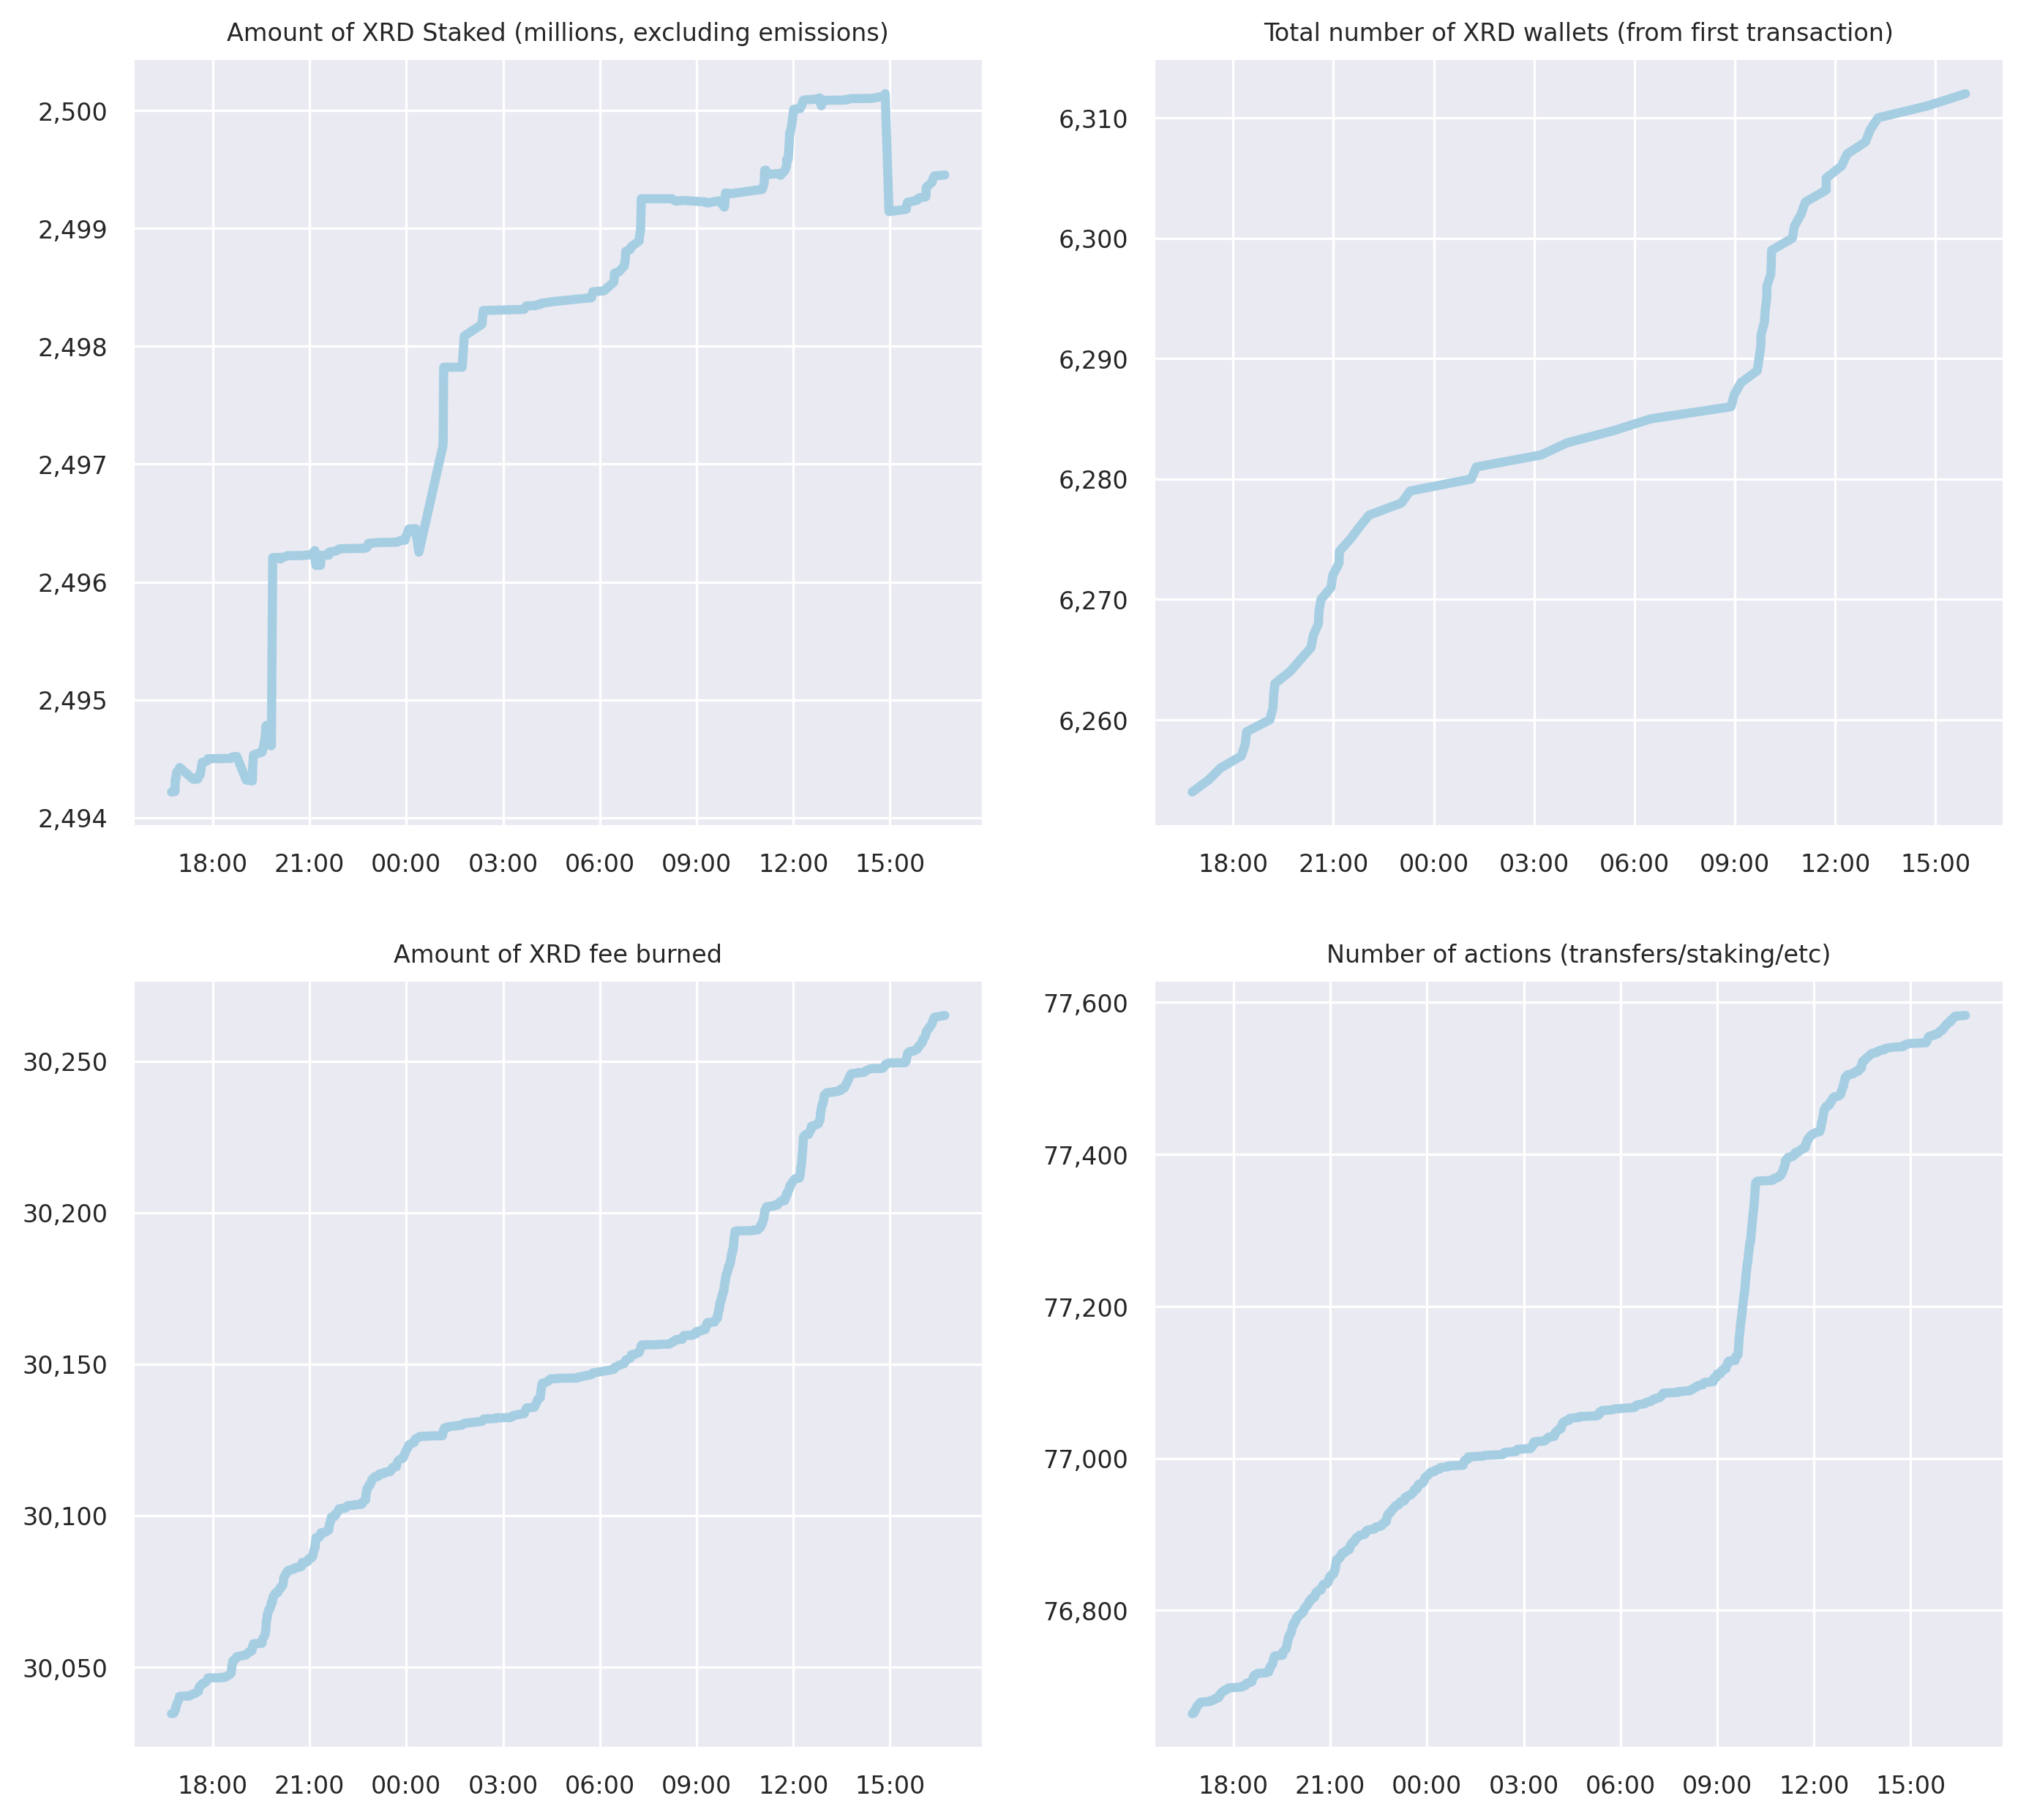 Amount of XRD Staked (millions, excluding emissions)
2,500
2,499
2,498
2,497
2,496
2,495
2,494
18:00 21:00 00:00 03:00 06:00 09:00 12:00 15:00
Total number of XRD wallets (from first transaction)
6,310
6,300
6,290
6,280
6,270
6,260
18:00 21:00 00:00 03:00 06:00 09:00 12:00 15:00
Amount of XRD fee burned
30,250
30,200
30,150
30,100
30,050
18:00 21:00 00:00 03:00 06:00 09:00 12:00 15:00
Number of actions (transfers/staking/etc)
77,600
77,400
77,200
77,000
76,800
18:00 21:00 00:00 03:00 06:00 09:00 12:00 15:00